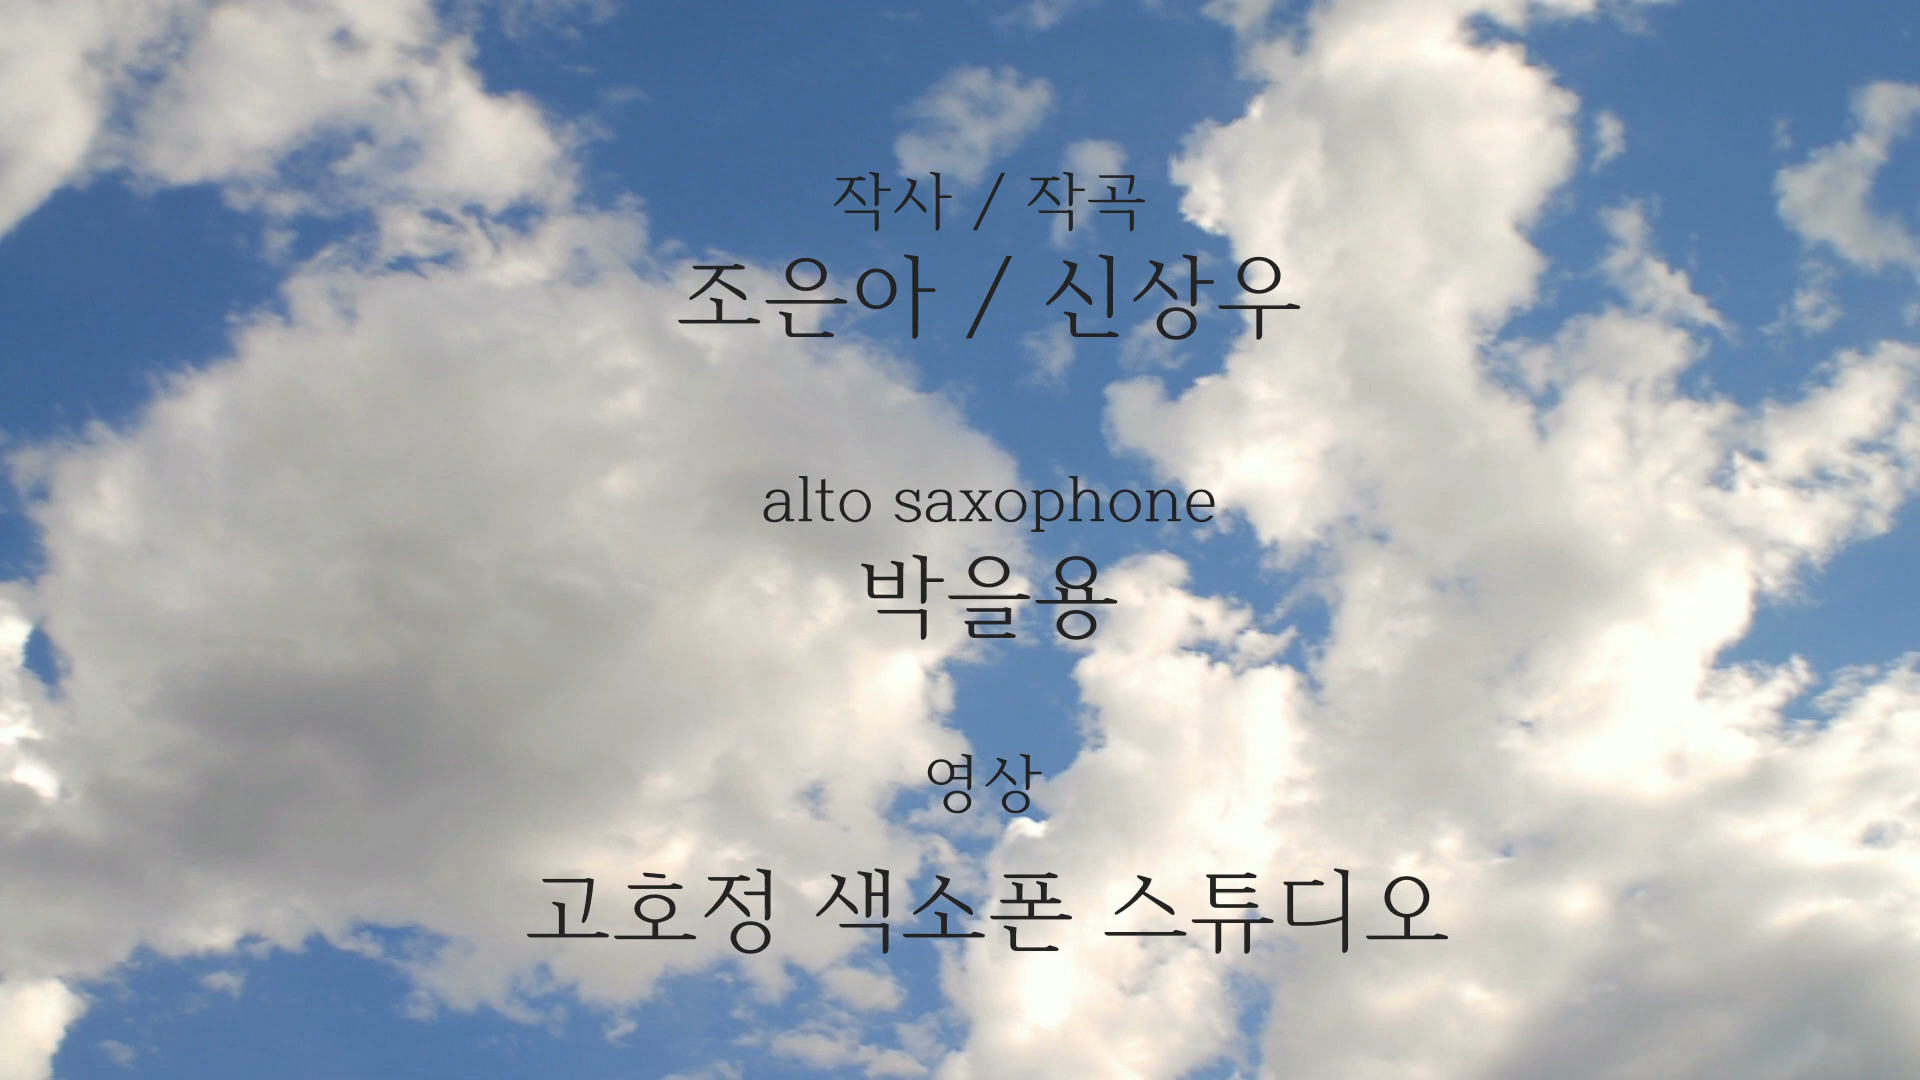 작사 / 작곡
조은아 / 신상우
alto saxophone
박을용
영상
고호정 색소폰 스튜디오